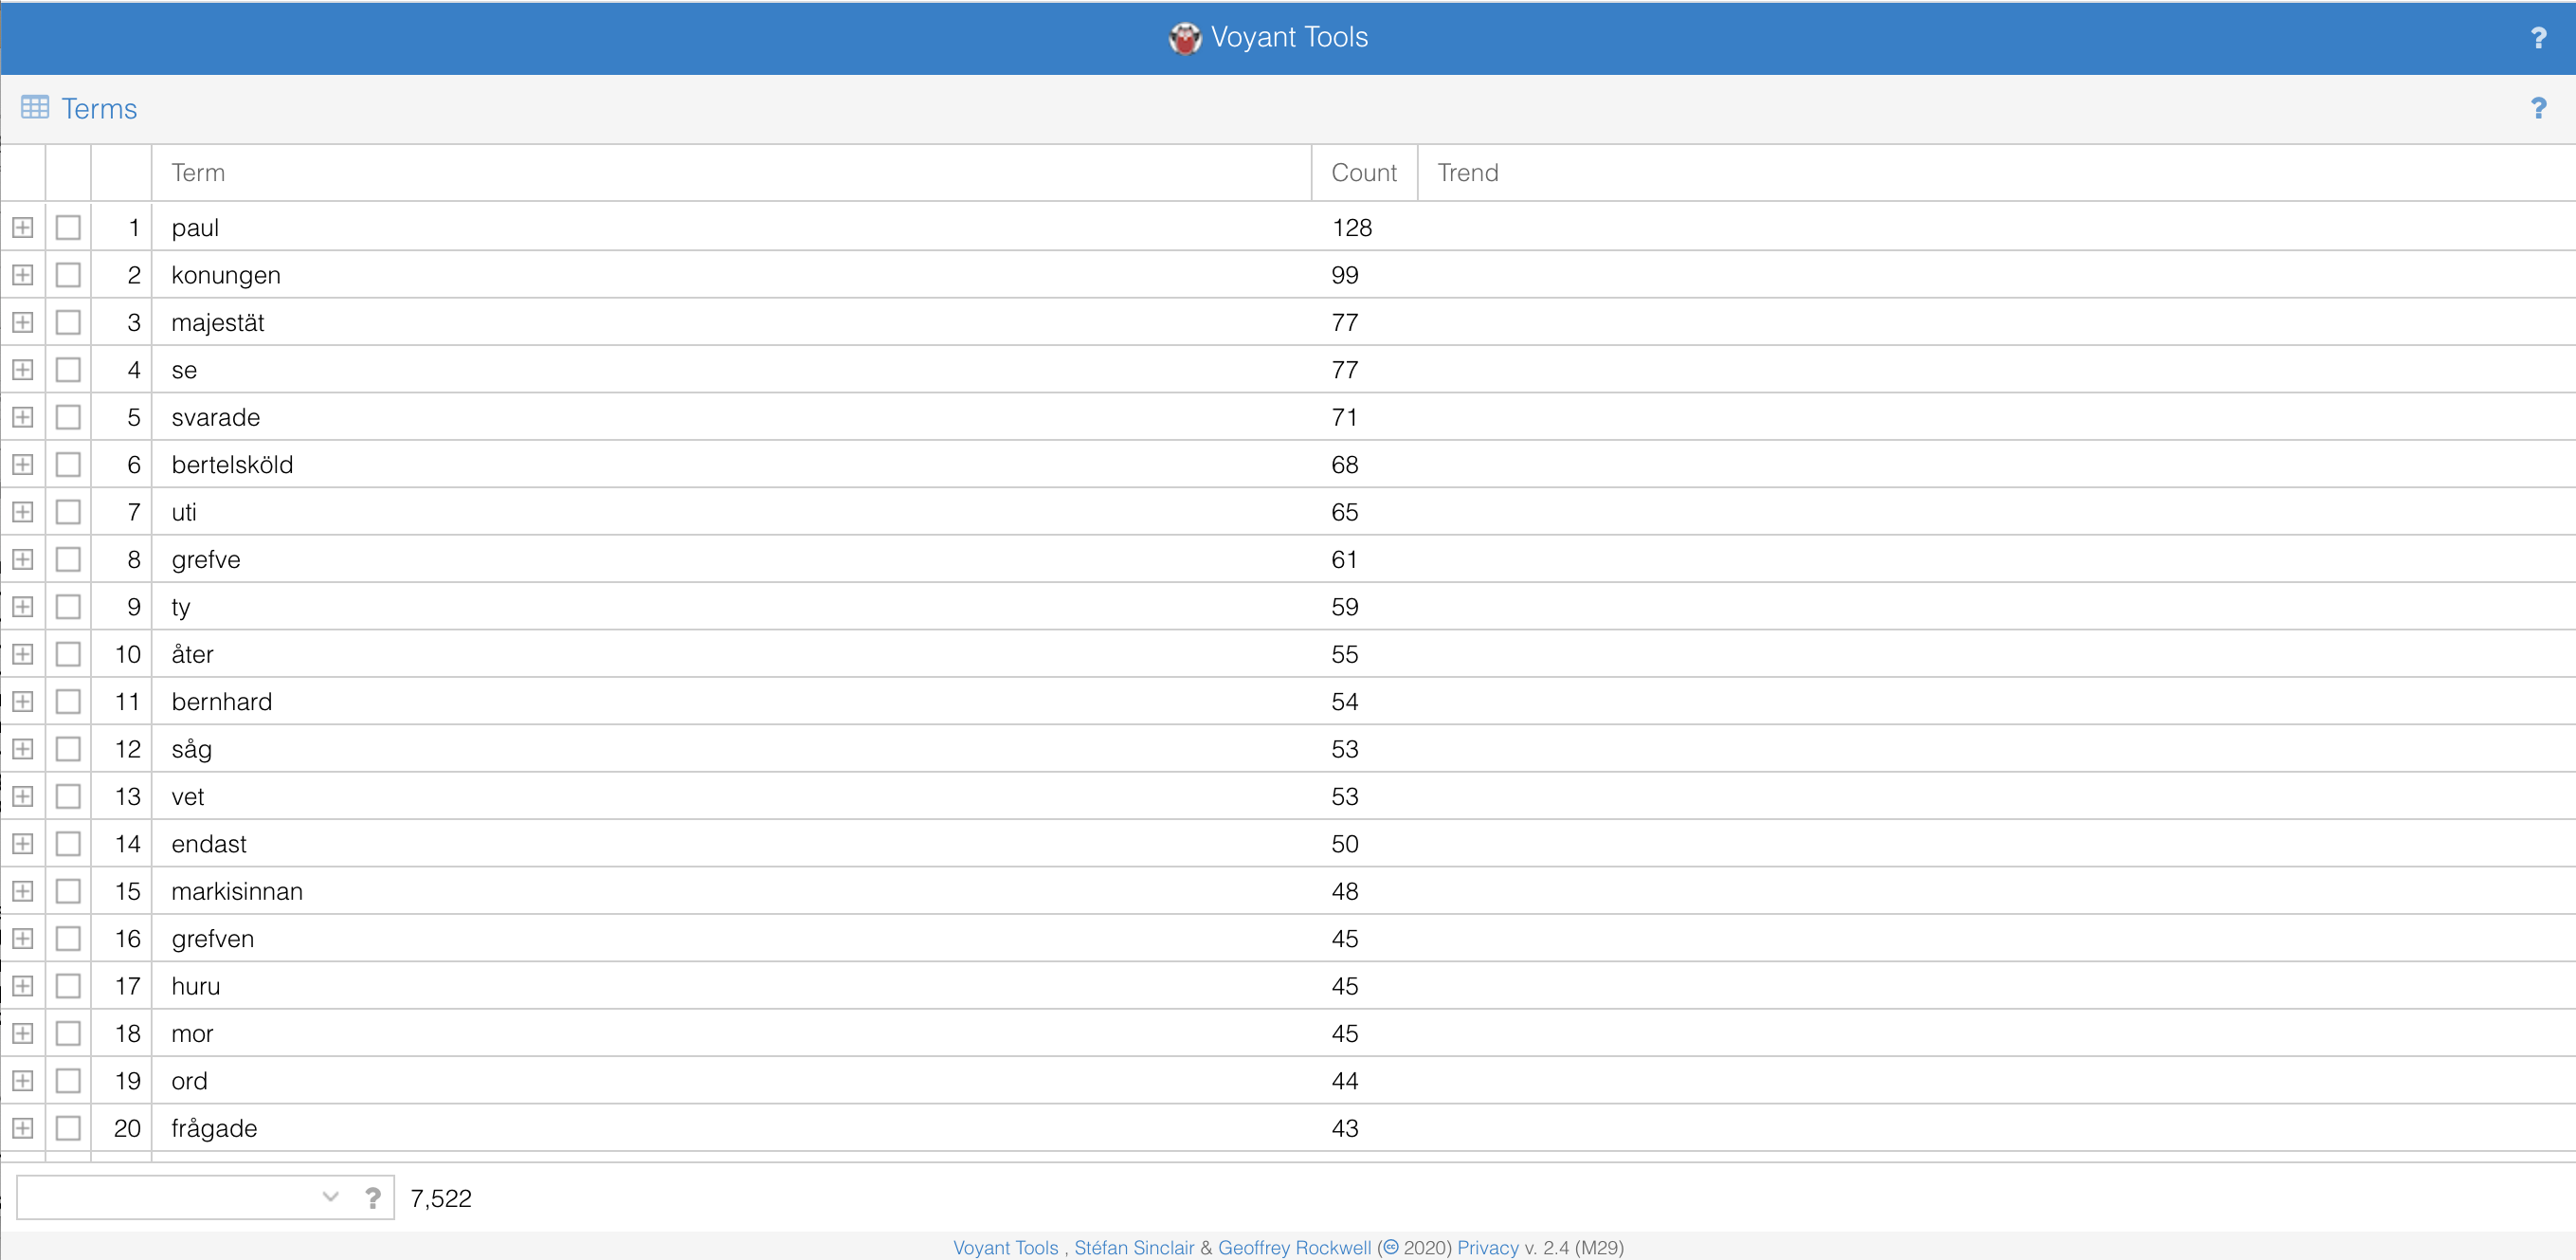 Voyant Tools ?
Terms ?
Term Count Trend
1 paul 128
2 konungen 99
3 majestät 77
4 se 77
5 svarade 71
6 bertelsköld 68
7 uti 65
8 grefve 61
9 ty 59
10 åter 55
11 bernhard 54
12 såg 53
13 vet 53
14 endast 50
15 markisinnan 48
16 grefven 45
17 huru 45
18 mor 45
19 ord 44
20 frågade 43
? 7,522
Voyant Tools , Stéfan Sinclair & Geoffrey Rockwell (🅭 2020) Privacy v. 2.4 (M29)